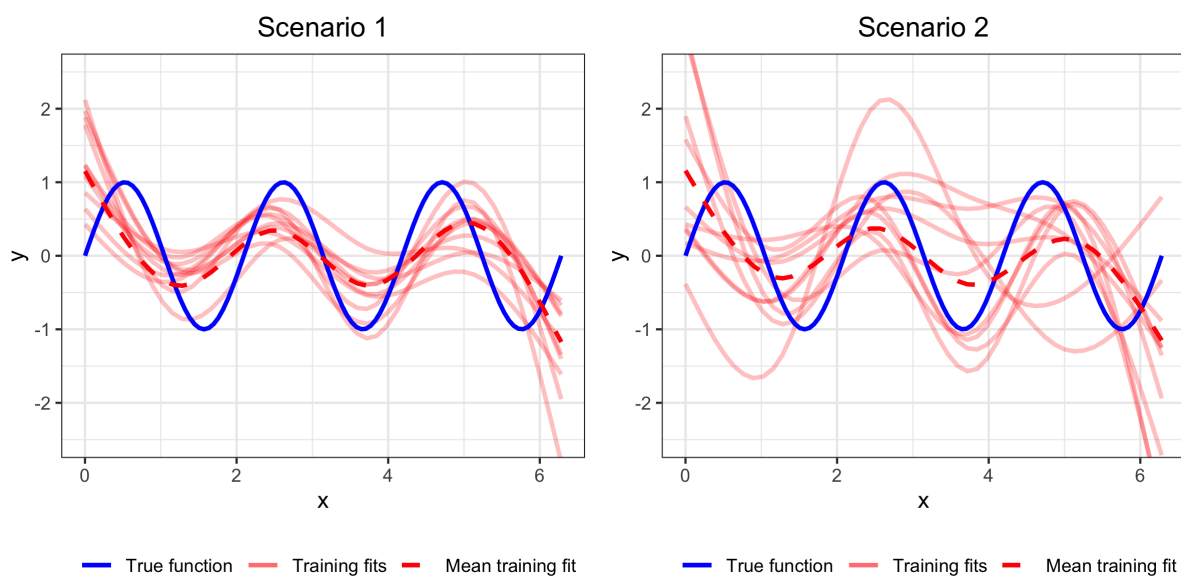 Scenario 1
2
1
0
-1
-2
y
0
2
4
6
x
True function
Training fits
Mean training fit
Scenario 2
2
1
0
-1
-2
y
0
2
4
6
x
True function
Training fits
Mean training fit